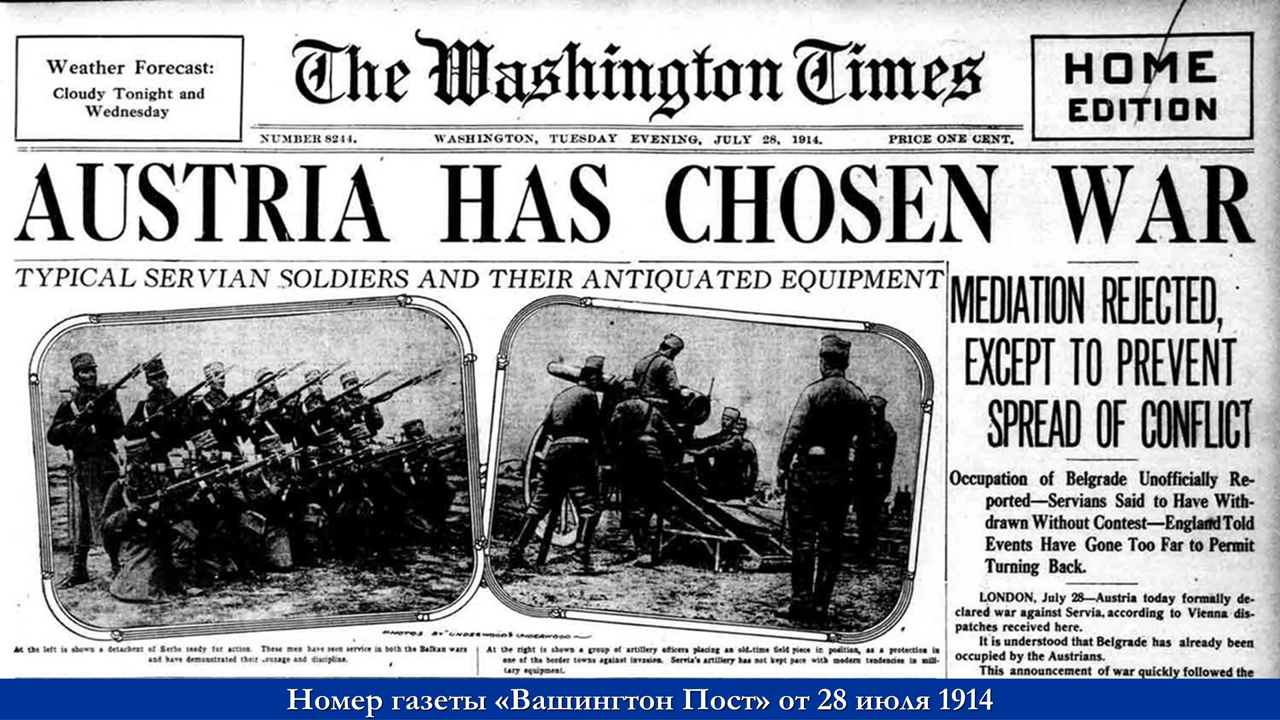 Weather Forecast:
Cloudy Tonight and
Wednesday
The Washington Times
HOME
EDITION
NUMBER 8244.
WASHINGTON, TUESDAY EVENING, JULY 28, 1914.
PRICE ONE CENT.
AUSTRIA HAS CHOSEN WAR
TYPICAL SERVIAN SOLDIERS AND THEIR ANTIQUATED EQUIPMENT
PHOTOS BY UNDERWOOD & UNDERWOOD
At the left is shown a detachent of Serbs ready for action. These men have seen service in both the Balkan wars
and have demonstrated their courage and discipline.
At the right is shown a group of artillery officers placing an old-time field piece in position, as a protection in
one of the border towns against invasion. Servia's artillery has not kept pace with modern tendencies in mili-
tary equipment.
MEDIATION REJECTED,
EXCEPT TO PREVENT
SPREAD OF CONFLICT
Occupation of Belgrade Unofficially Re-
ported—Servians Said to Have With-
drawn Without Contest—England Told
Events Have Gone Too Far to Permit
Turning Back.
LONDON, July 28—Austria today formally de-
clared war against Servia, according to Vienna dis-
patches received here.
It is understood that Belgrade has already been
occupied by the Austrians.
This announcement of war quickly followed the
Номер газеты «Вашингтон Пост» от 28 июля 1914